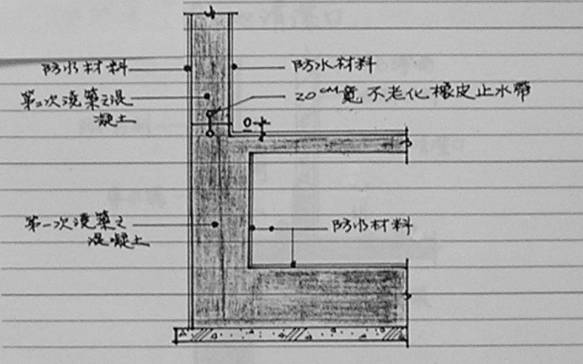 防水材料
防水材料
第二次澆築之混
凝土
20cm寬不老化橡皮止水帶
10
第一次澆築之
混凝土
防水材料